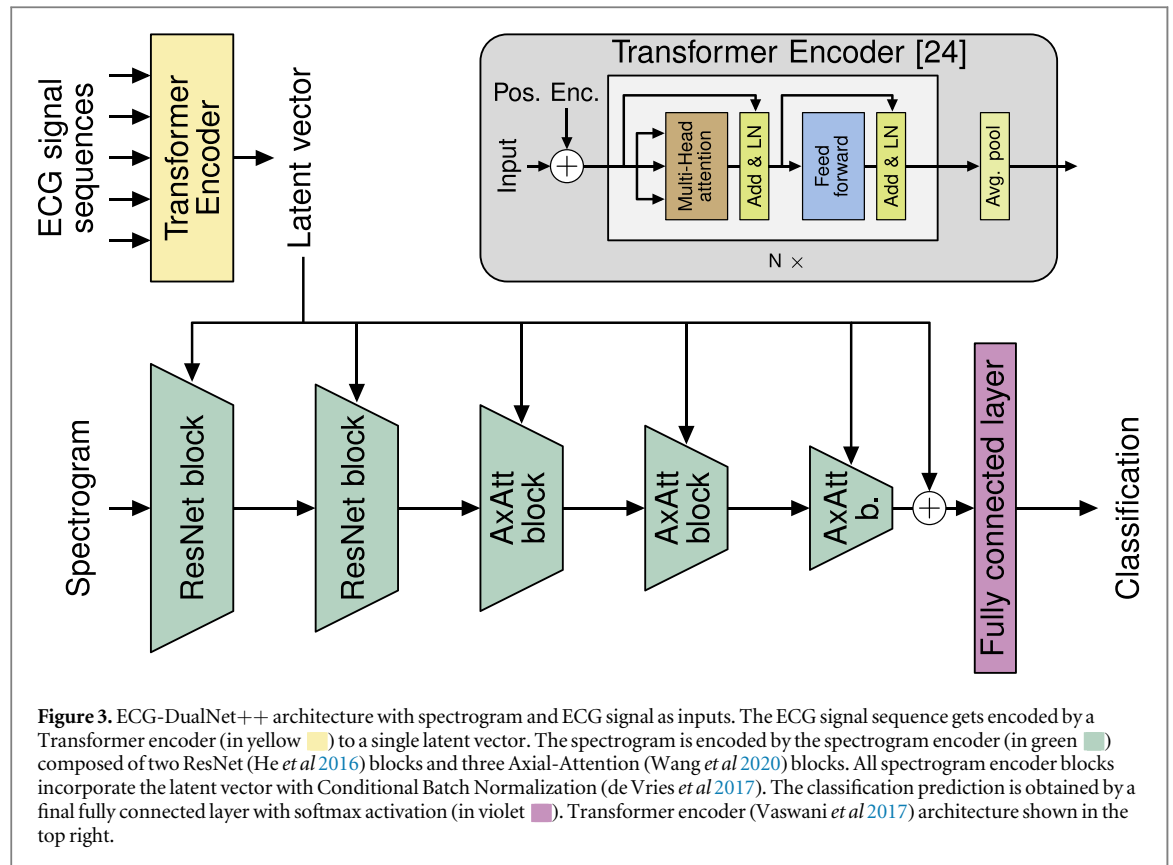 ECG signal
sequences
Transformer
Encoder
Latent vector
Transformer Encoder [24]
Pos. Enc.
Input
+
Multi-Head
attention
Add & LN
Feed
forward
Add & LN
Avg. pool
N ×
Spectrogram
ResNet block
ResNet block
AxAtt
block
AxAtt
block
AxAtt
b.
+
Fully connected layer
Classification
Figure 3. ECG-DualNet++ architecture with spectrogram and ECG signal as inputs. The ECG signal sequence gets encoded by a
Transformer encoder (in yellow ) to a single latent vector. The spectrogram is encoded by the spectrogram encoder (in green )
composed of two ResNet (He et al 2016) blocks and three Axial-Attention (Wang et al 2020) blocks. All spectrogram encoder blocks
incorporate the latent vector with Conditional Batch Normalization (de Vries et al 2017). The classification prediction is obtained by a
final fully connected layer with softmax activation (in violet ). Transformer encoder (Vaswani et al 2017) architecture shown in the
top right.